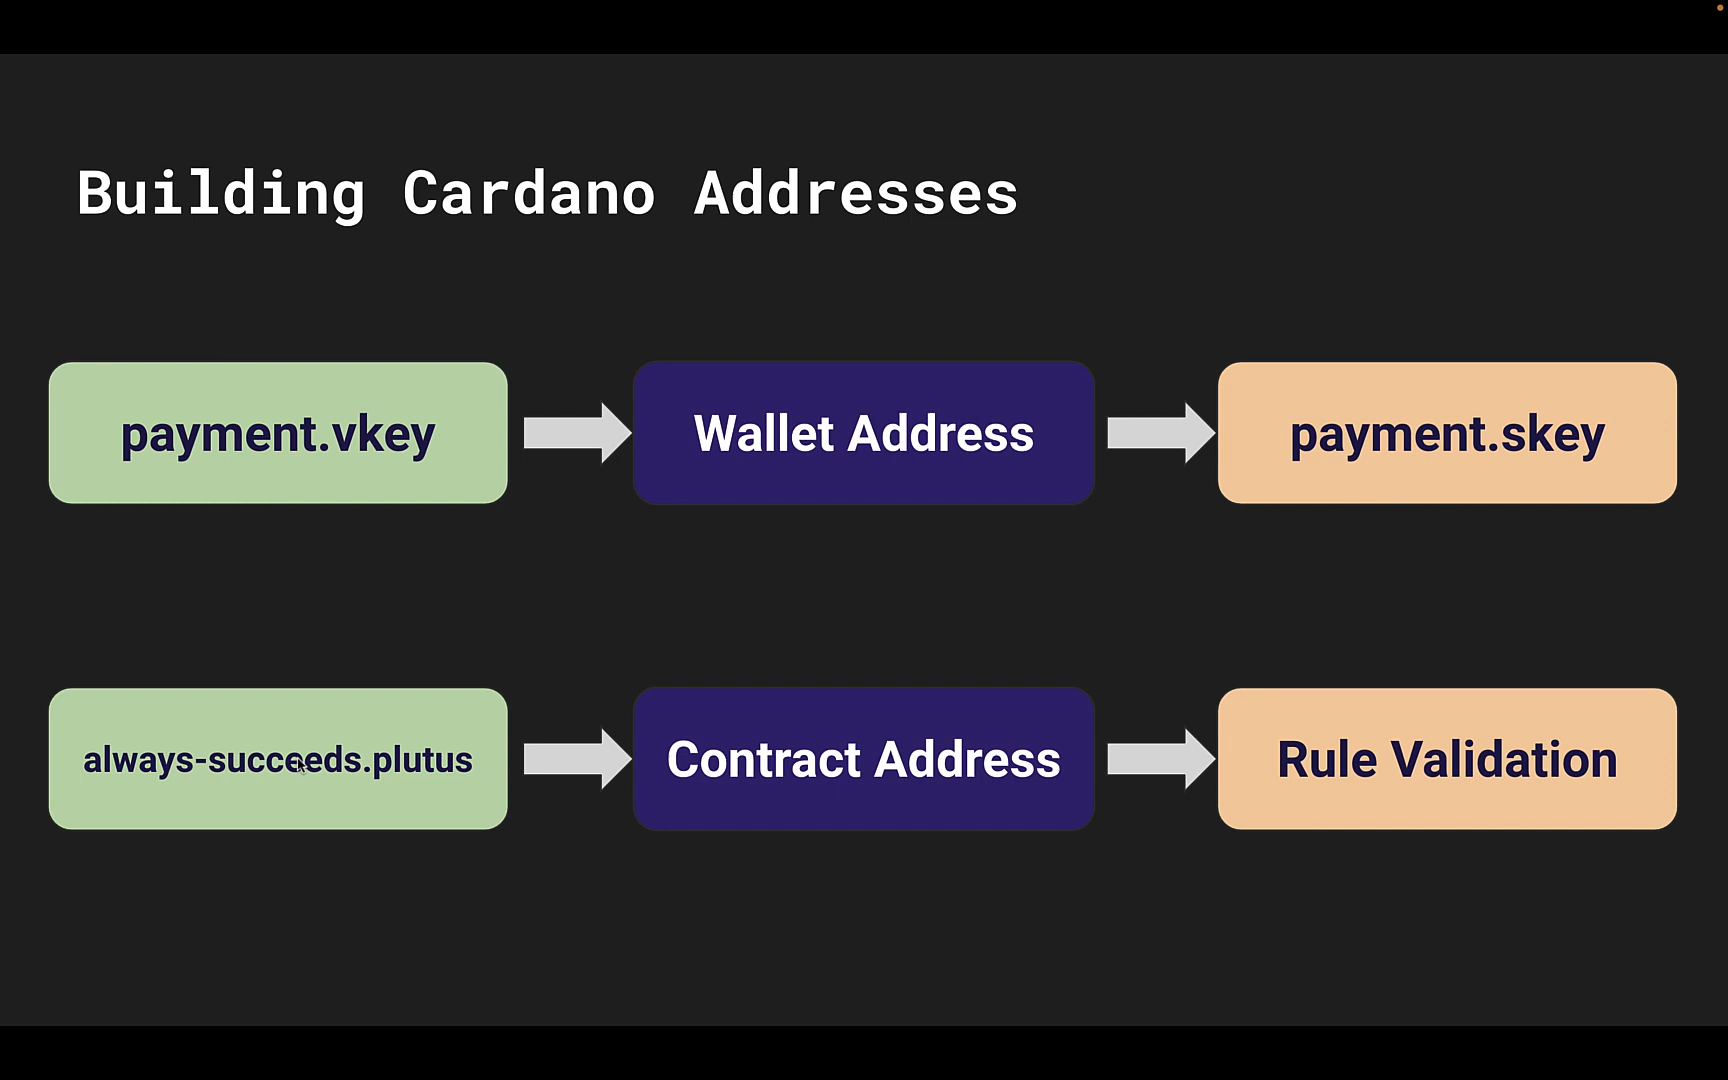 Building Cardano Addresses
payment.vkey
Wallet Address
payment.skey
always-succeeds.plutus
Contract Address
Rule Validation